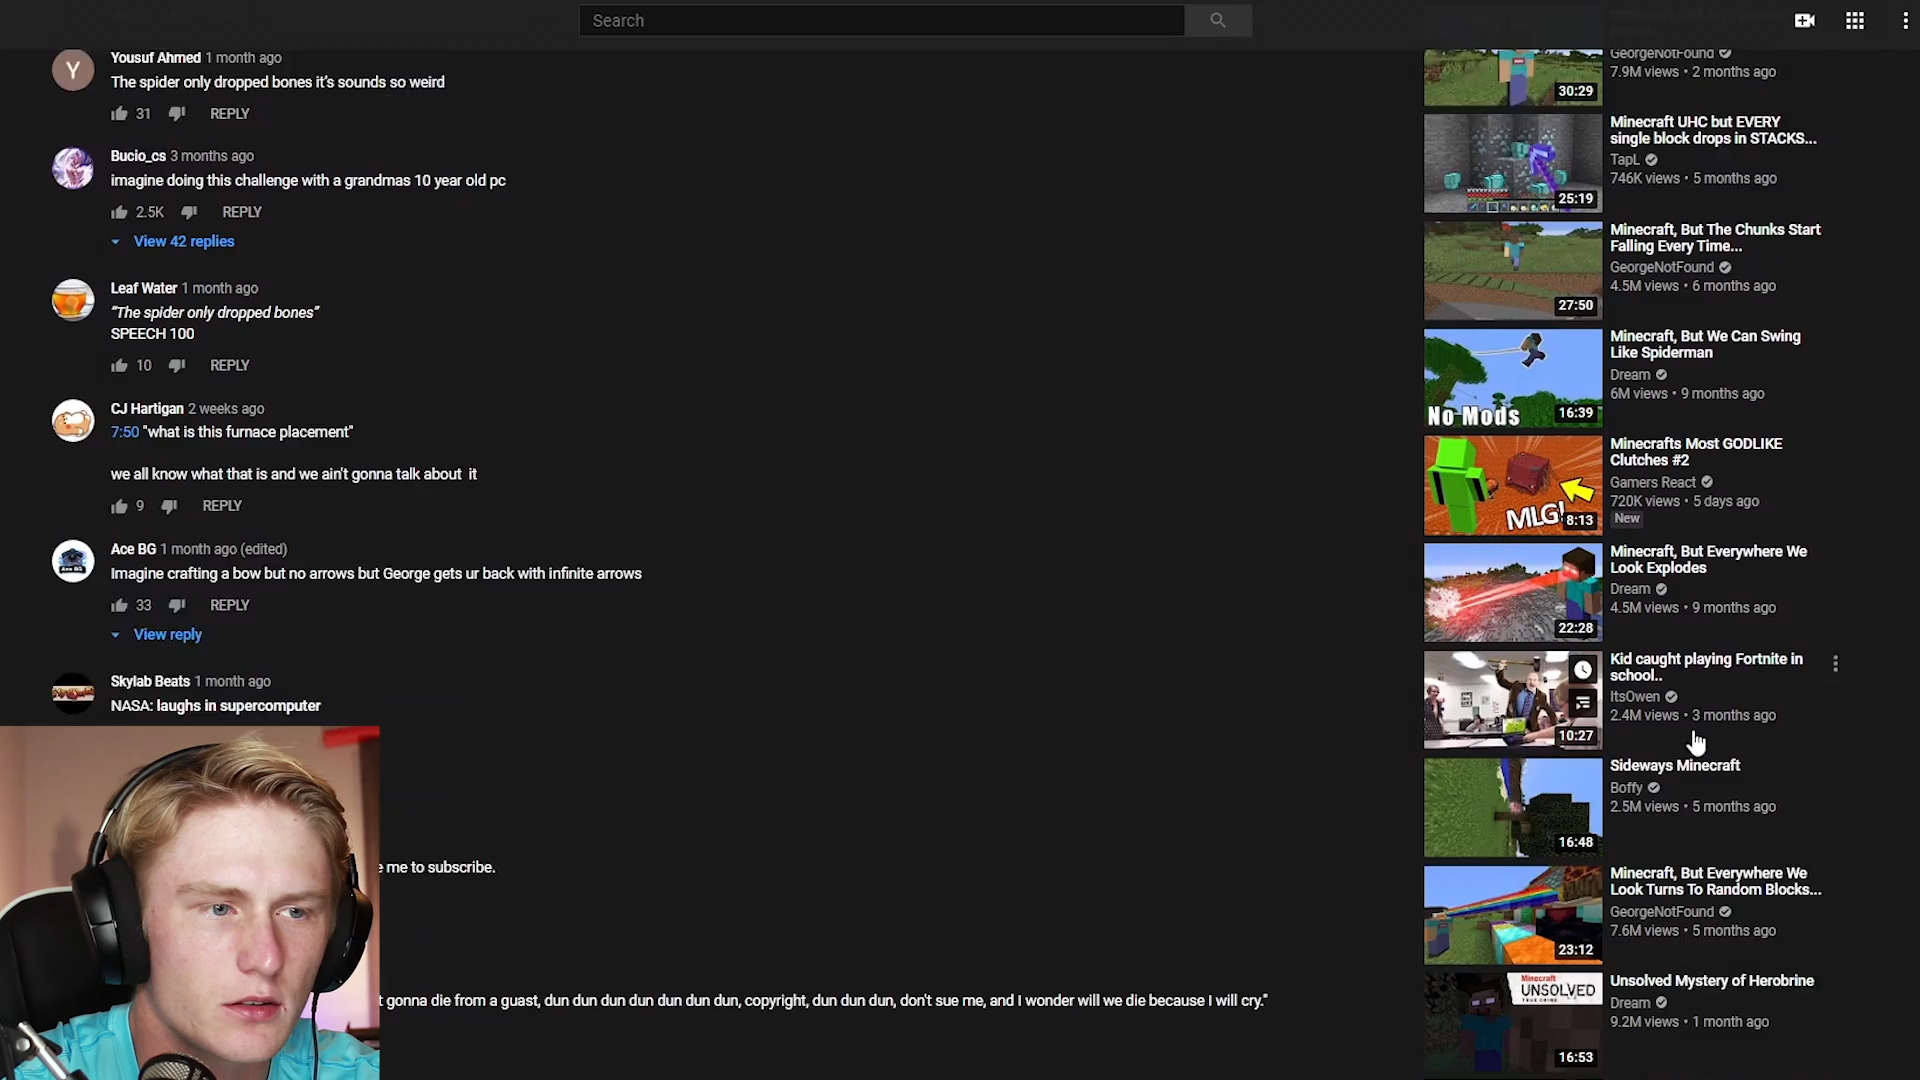 Search
Yousuf Ahmed 1 month ago
The spider only dropped bones it's sounds so weird
31 REPLY
Bucio_cs 3 months ago
imagine doing this challenge with a grandmas 10 year old pc
2.5K REPLY
View 42 replies
Leaf Water 1 month ago
“The spider only dropped bones”
SPEECH 100
10 REPLY
CJ Hartigan 2 weeks ago
7:50 "what is this furnace placement"
we all know what that is and we ain't gonna talk about it
9 REPLY
Ace BG 1 month ago (edited)
Imagine crafting a bow but no arrows but George gets ur back with infinite arrows
33 REPLY
View reply
Skylab Beats 1 month ago
NASA: laughs in supercomputer
e me to subscribe.
t gonna die from a guast, dun dun dun dun dun dun dun, copyright, dun dun dun, don't sue me, and I wonder will we die because I will cry."
GeorgeNotFound
7.9M views • 2 months ago
30:29
Minecraft UHC but EVERY
single block drops in STACKS...
TapL
746K views • 5 months ago
25:19
Minecraft, But The Chunks Start
Falling Every Time...
GeorgeNotFound
4.5M views • 6 months ago
27:50
Minecraft, But We Can Swing
Like Spiderman
Dream
6M views • 9 months ago
No Mods
16:39
Minecrafts Most GODLIKE
Clutches #2
Gamers React
720K views • 5 days ago
New
MLG!
8:13
Minecraft, But Everywhere We
Look Explodes
Dream
4.5M views • 9 months ago
22:28
Kid caught playing Fortnite in
school..
ItsOwen
2.4M views • 3 months ago
10:27
Sideways Minecraft
Boffy
2.5M views • 5 months ago
16:48
Minecraft, But Everywhere We
Look Turns To Random Blocks...
GeorgeNotFound
7.6M views • 5 months ago
23:12
Unsolved Mystery of Herobrine
Dream
9.2M views • 1 month ago
Minecraft
UNSOLVED
TRUE CRIME
16:53